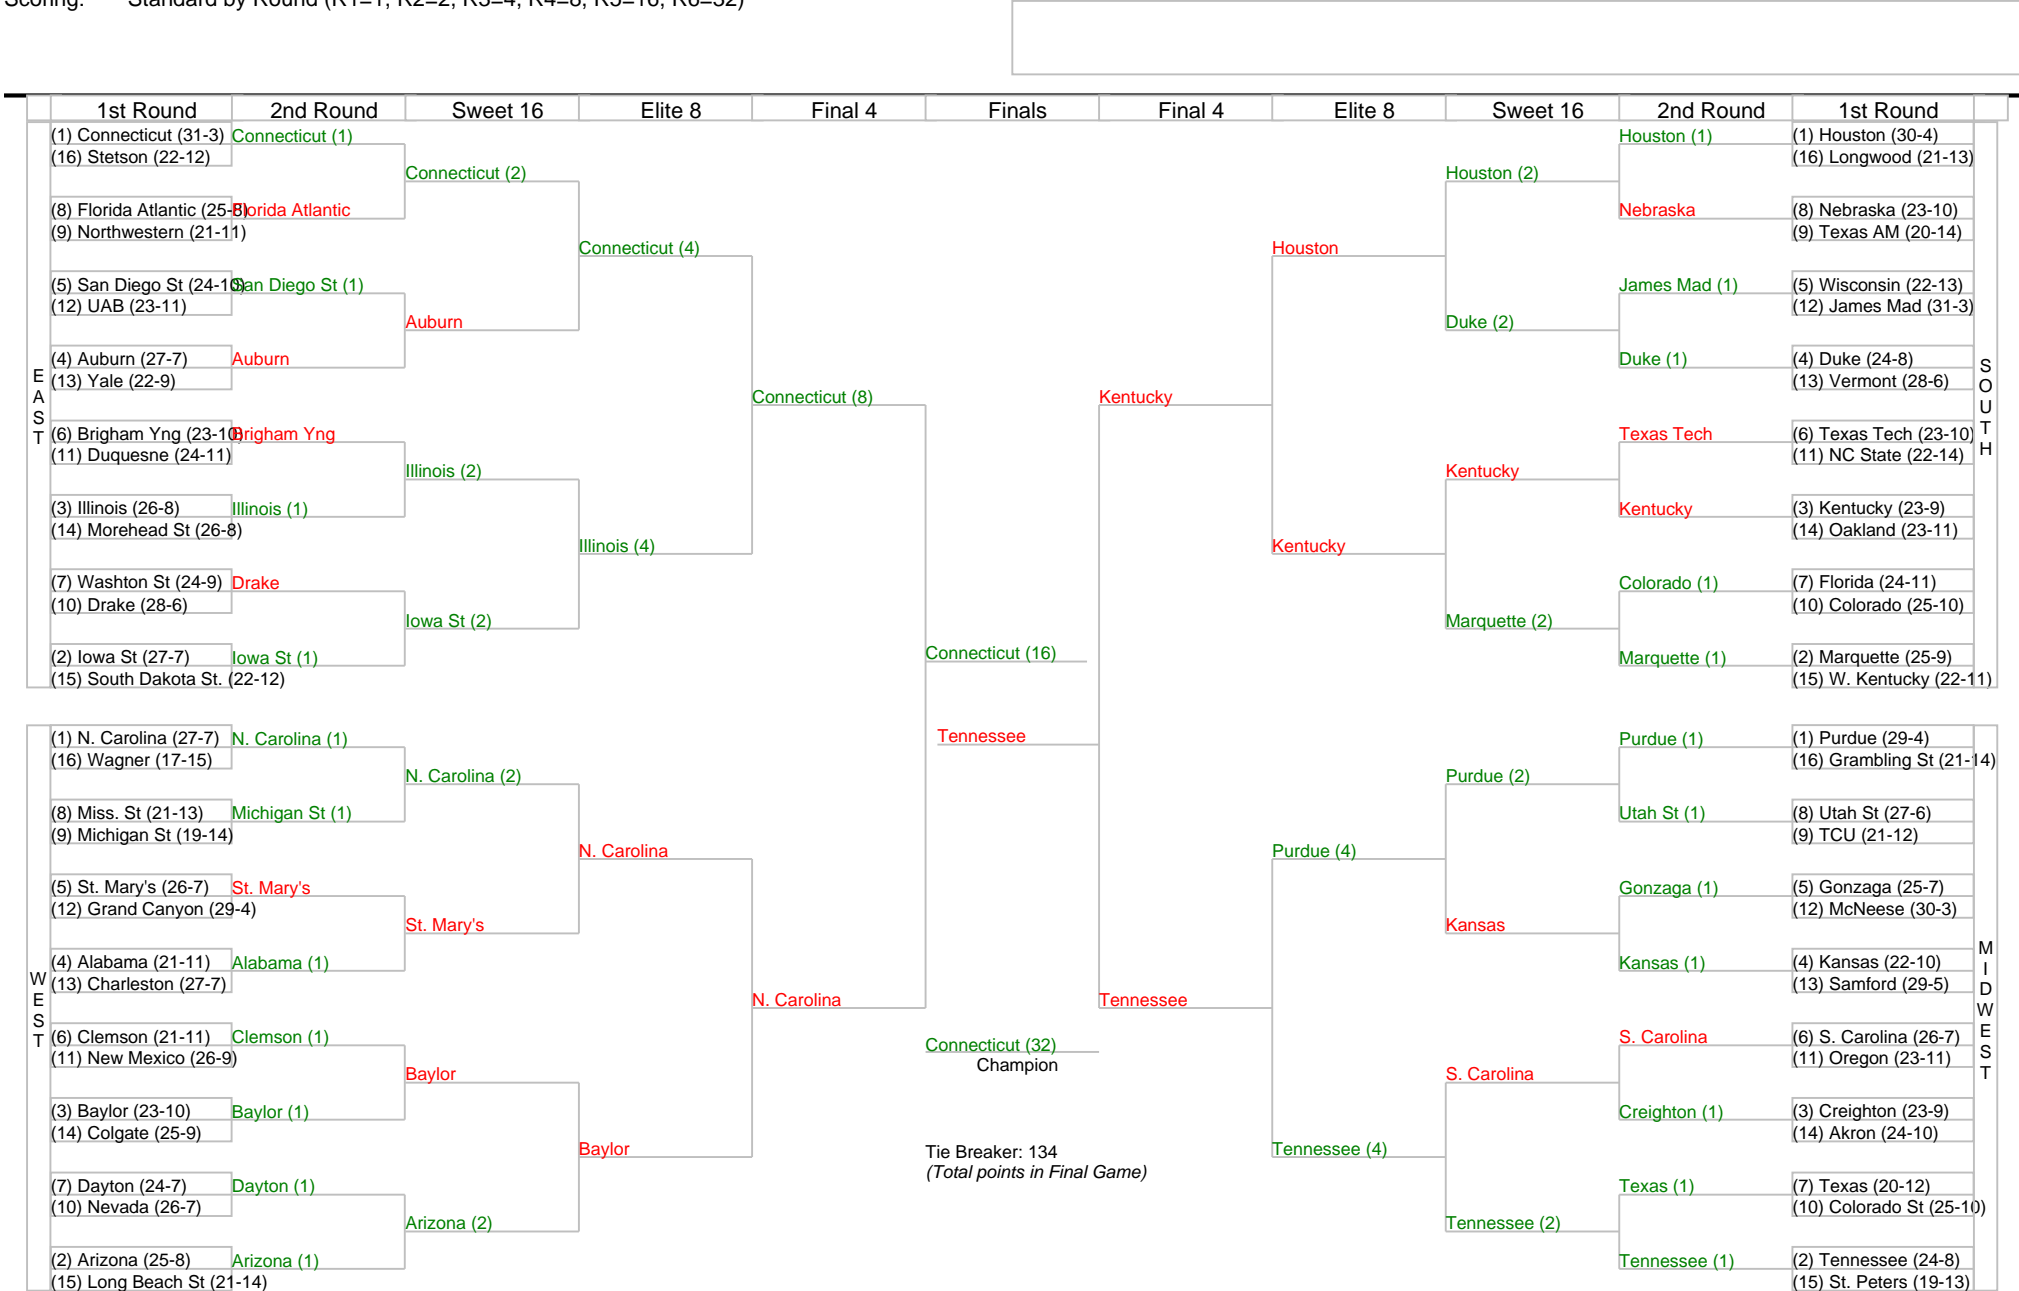 Scoring: Standard by Round (R1=1, R2=2, R3=4, R4=8, R5=16, R6=32)
1st Round 2nd Round Sweet 16 Elite 8 Final 4 Finals Final 4 Elite 8 Sweet 16 2nd Round 1st Round
EAST
(1) Connecticut (31-3)
(16) Stetson (22-12)
(8) Florida Atlantic (25-8)
(9) Northwestern (21-11)
(5) San Diego St (24-10)
(12) UAB (23-11)
(4) Auburn (27-7)
(13) Yale (22-9)
(6) Brigham Yng (23-10)
(11) Duquesne (24-11)
(3) Illinois (26-8)
(14) Morehead St (26-8)
(7) Washton St (24-9)
(10) Drake (28-6)
(2) Iowa St (27-7)
(15) South Dakota St. (22-12)
Connecticut (1)
Florida Atlantic
San Diego St (1)
Auburn
Brigham Yng
Illinois (1)
Drake
Iowa St (1)
Connecticut (2)
Auburn
Illinois (2)
Iowa St (2)
Connecticut (4)
Illinois (4)
Connecticut (8)
WEST
(1) N. Carolina (27-7)
(16) Wagner (17-15)
(8) Miss. St (21-13)
(9) Michigan St (19-14)
(5) St. Mary's (26-7)
(12) Grand Canyon (29-4)
(4) Alabama (21-11)
(13) Charleston (27-7)
(6) Clemson (21-11)
(11) New Mexico (26-9)
(3) Baylor (23-10)
(14) Colgate (25-9)
(7) Dayton (24-7)
(10) Nevada (26-7)
(2) Arizona (25-8)
(15) Long Beach St (21-14)
N. Carolina (1)
Michigan St (1)
St. Mary's
Alabama (1)
Clemson (1)
Baylor (1)
Dayton (1)
Arizona (1)
N. Carolina (2)
St. Mary's
Baylor
Arizona (2)
N. Carolina
Baylor
N. Carolina
Connecticut (16)
Tennessee
Connecticut (32)
Champion
Tie Breaker: 134
(Total points in Final Game)
Kentucky
Houston
Kentucky
Houston (2)
Duke (2)
Kentucky
Marquette (2)
Houston (1)
Nebraska
James Mad (1)
Duke (1)
Texas Tech
Kentucky
Colorado (1)
Marquette (1)
(1) Houston (30-4)
(16) Longwood (21-13)
(8) Nebraska (23-10)
(9) Texas AM (20-14)
(5) Wisconsin (22-13)
(12) James Mad (31-3)
(4) Duke (24-8)
(13) Vermont (28-6)
(6) Texas Tech (23-10)
(11) NC State (22-14)
(3) Kentucky (23-9)
(14) Oakland (23-11)
(7) Florida (24-11)
(10) Colorado (25-10)
(2) Marquette (25-9)
(15) W. Kentucky (22-11)
SOUTH
Tennessee
Purdue (4)
Tennessee (4)
Purdue (2)
Kansas
S. Carolina
Tennessee (2)
Purdue (1)
Utah St (1)
Gonzaga (1)
Kansas (1)
S. Carolina
Creighton (1)
Texas (1)
Tennessee (1)
(1) Purdue (29-4)
(16) Grambling St (21-14)
(8) Utah St (27-6)
(9) TCU (21-12)
(5) Gonzaga (25-7)
(12) McNeese (30-3)
(4) Kansas (22-10)
(13) Samford (29-5)
(6) S. Carolina (26-7)
(11) Oregon (23-11)
(3) Creighton (23-9)
(14) Akron (24-10)
(7) Texas (20-12)
(10) Colorado St (25-10)
(2) Tennessee (24-8)
(15) St. Peters (19-13)
MIDWEST